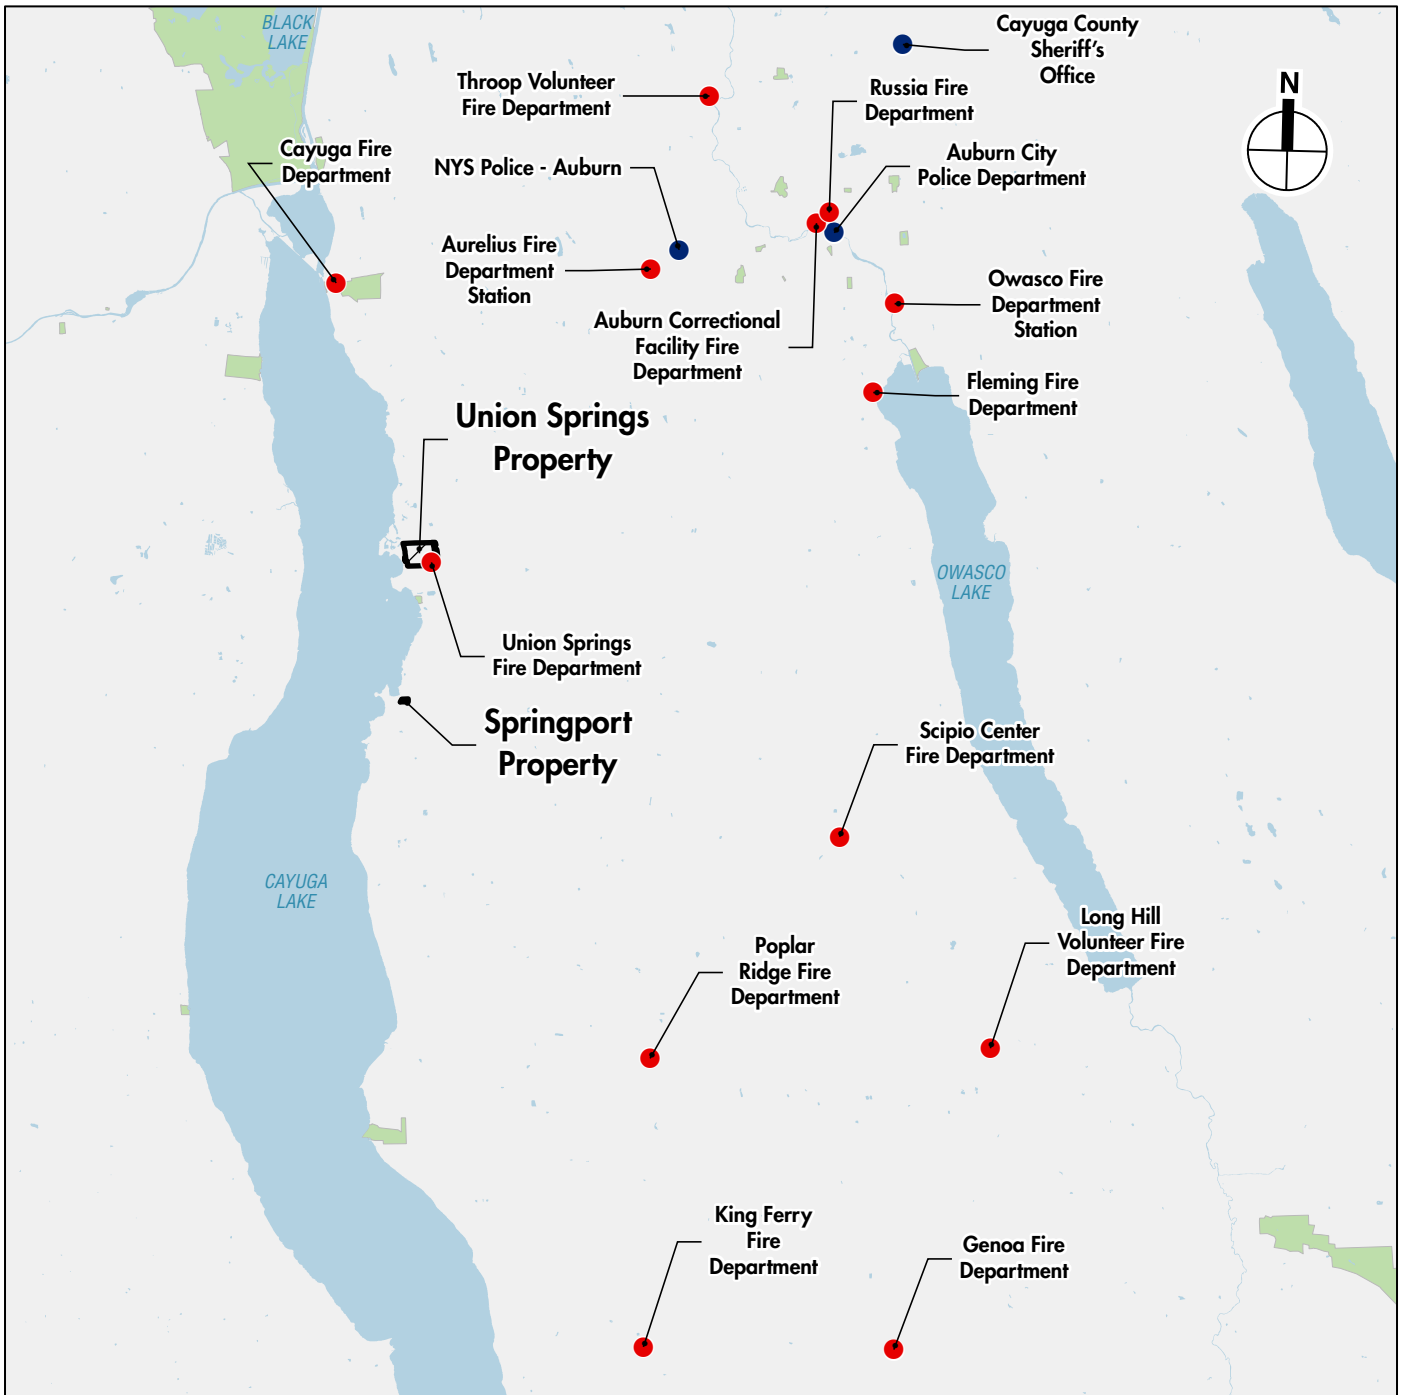 BLACK
LAKE
Cayuga County
Sheriff's
Office
Throop Volunteer
Fire Department
Russia Fire
Department
N
Cayuga Fire
Department
NYS Police - Auburn
Auburn City
Police Department
Aurelius Fire
Department
Station
Owasco Fire
Department
Station
Auburn Correctional
Facility Fire
Department
Fleming Fire
Department
Union Springs
Property
OWASCO
LAKE
Union Springs
Fire Department
Springport
Property
Scipio Center
Fire Department
CAYUGA
LAKE
Long Hill
Volunteer Fire
Department
Poplar
Ridge Fire
Department
King Ferry
Fire
Department
Genoa Fire
Department